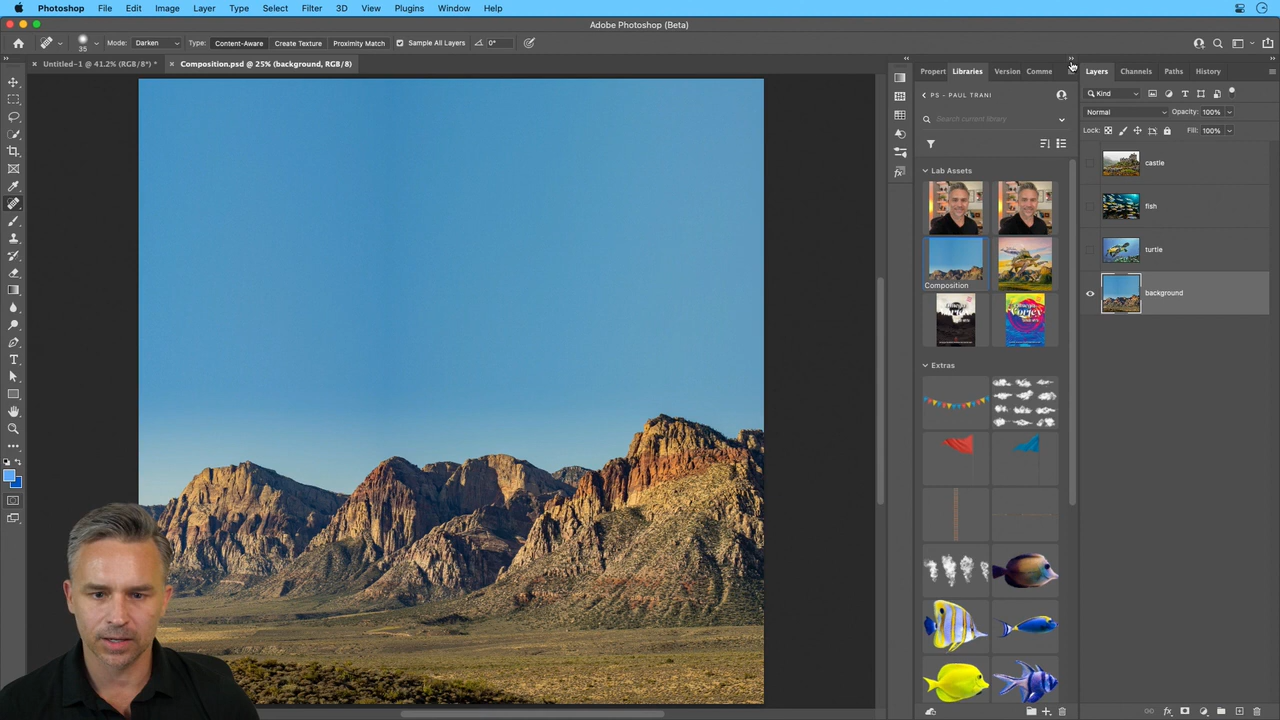 Photoshop File Edit Image Layer Type Select Filter 3D View Plugins Window Help
Adobe Photoshop (Beta)
35 Mode: Darken Type: Content-Aware Create Texture Proximity Match Sample All Layers 0°
Untitled-1 @ 41.2% (RGB/8*) * Composition.psd @ 25% (background, RGB/8)
Propert Libraries Version Comme Layers Channels Paths History
PS - PAUL TRANI
Kind
Search current library
Normal Opacity: 100%
Lock: Fill: 100%
castle
Lab Assets
fish
turtle
Composition
background
Extras